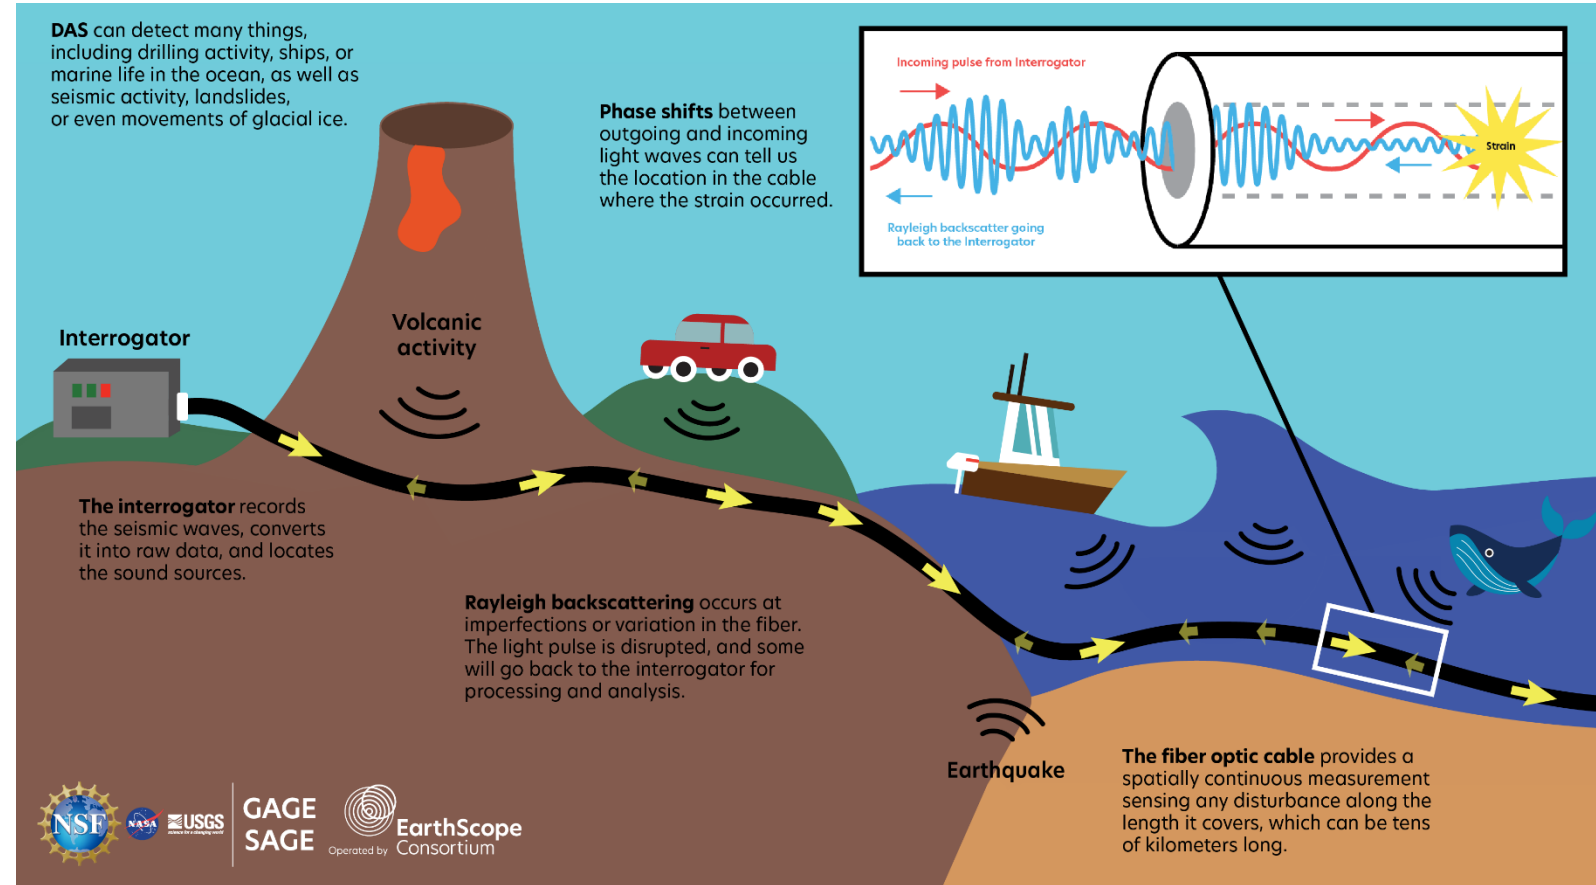 DAS can detect many things,
including drilling activity, ships, or
marine life in the ocean, as well as
seismic activity, landslides,
or even movements of glacial ice.
Phase shifts between
outgoing and incoming
light waves can tell us
the location in the cable
where the strain occurred.
Incoming pulse from Interrogator
Strain
Rayleigh backscatter going
back to the Interrogator
Interrogator
Volcanic
activity
The interrogator records
the seismic waves, converts
it into raw data, and locates
the sound sources.
Rayleigh backscattering occurs at
imperfections or variation in the fiber.
The light pulse is disrupted, and some
will go back to the interrogator for
processing and analysis.
Earthquake
The fiber optic cable provides a
spatially continuous measurement
sensing any disturbance along the
length it covers, which can be tens
of kilometers long.
NSF
NASA
USGS
science for a changing world
GAGE
SAGE
Operated by
EarthScope
Consortium